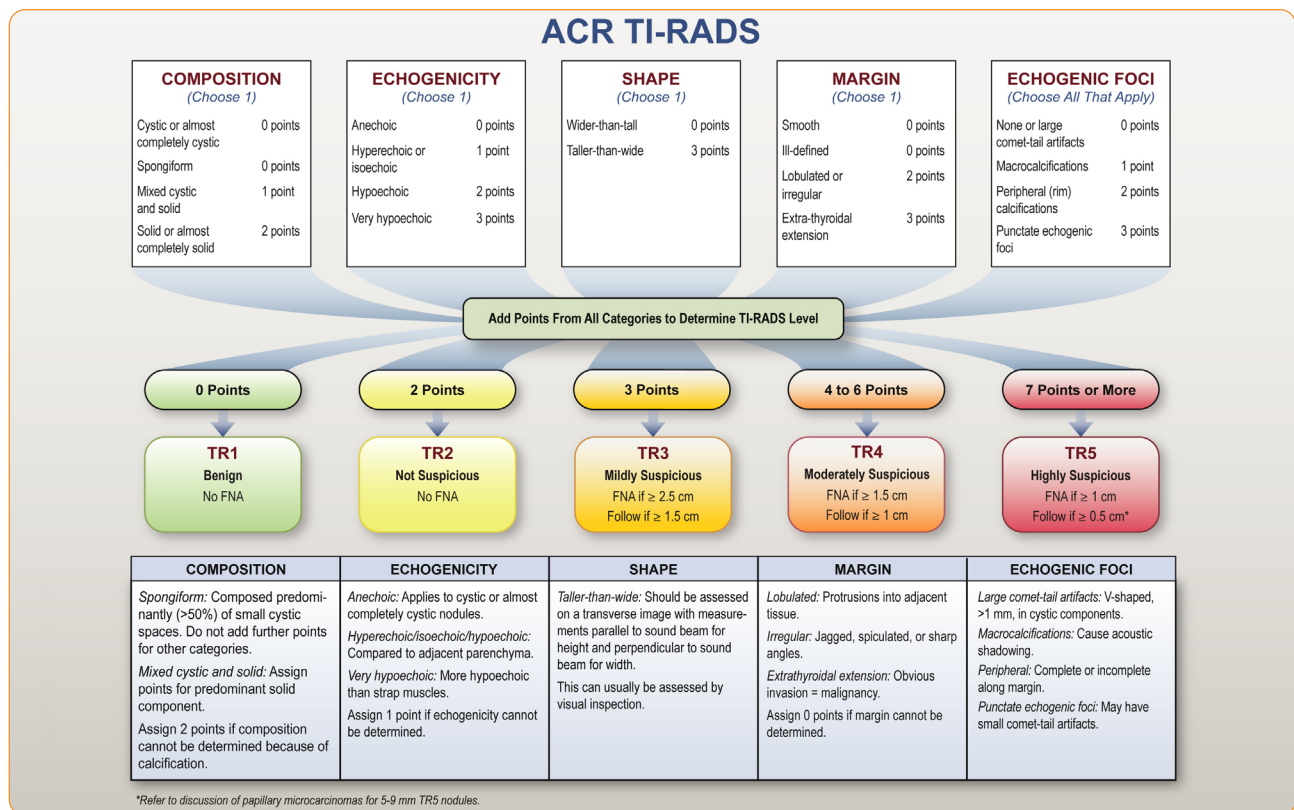 ACR TI-RADS
COMPOSITION
(Choose 1)
Cystic or almost completely cystic 0 points
Spongiform 0 points
Mixed cystic and solid 1 point
Solid or almost completely solid 2 points
ECHOGENICITY
(Choose 1)
Anechoic 0 points
Hyperechoic or isoechoic 1 point
Hypoechoic 2 points
Very hypoechoic 3 points
SHAPE
(Choose 1)
Wider-than-tall 0 points
Taller-than-wide 3 points
MARGIN
(Choose 1)
Smooth 0 points
Ill-defined 0 points
Lobulated or irregular 2 points
Extra-thyroidal extension 3 points
ECHOGENIC FOCI
(Choose All That Apply)
None or large comet-tail artifacts 0 points
Macrocalcifications 1 point
Peripheral (rim) calcifications 2 points
Punctate echogenic foci 3 points
Add Points From All Categories to Determine TI-RADS Level
0 Points
TR1
Benign
No FNA
2 Points
TR2
Not Suspicious
No FNA
3 Points
TR3
Mildly Suspicious
FNA if ≥ 2.5 cm
Follow if ≥ 1.5 cm
4 to 6 Points
TR4
Moderately Suspicious
FNA if ≥ 1.5 cm
Follow if ≥ 1 cm
7 Points or More
TR5
Highly Suspicious
FNA if ≥ 1 cm
Follow if ≥ 0.5 cm*
COMPOSITION
Spongiform: Composed predomi-
nantly (>50%) of small cystic
spaces. Do not add further points
for other categories.
Mixed cystic and solid: Assign
points for predominant solid
component.
Assign 2 points if composition
cannot be determined because of
calcification.
ECHOGENICITY
Anechoic: Applies to cystic or almost
completely cystic nodules.
Hyperechoic/isoechoic/hypoechoic:
Compared to adjacent parenchyma.
Very hypoechoic: More hypoechoic
than strap muscles.
Assign 1 point if echogenicity cannot
be determined.
SHAPE
Taller-than-wide: Should be assessed
on a transverse image with measure-
ments parallel to sound beam for
height and perpendicular to sound
beam for width.
This can usually be assessed by
visual inspection.
MARGIN
Lobulated: Protrusions into adjacent
tissue.
Irregular: Jagged, spiculated, or sharp
angles.
Extrathyroidal extension: Obvious
invasion = malignancy.
Assign 0 points if margin cannot be
determined.
ECHOGENIC FOCI
Large comet-tail artifacts: V-shaped,
>1 mm, in cystic components.
Macrocalcifications: Cause acoustic
shadowing.
Peripheral: Complete or incomplete
along margin.
Punctate echogenic foci: May have
small comet-tail artifacts.
*Refer to discussion of papillary microcarcinomas for 5-9 mm TR5 nodules.